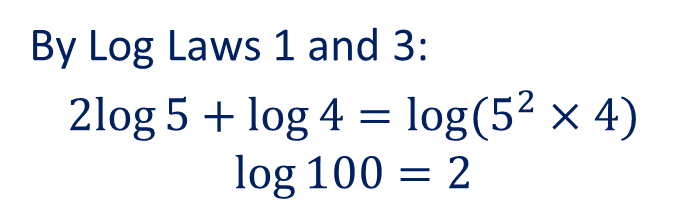 By Log Laws 1 and 3:
2log 5 + log 4 = log(5² × 4)
log 100 = 2